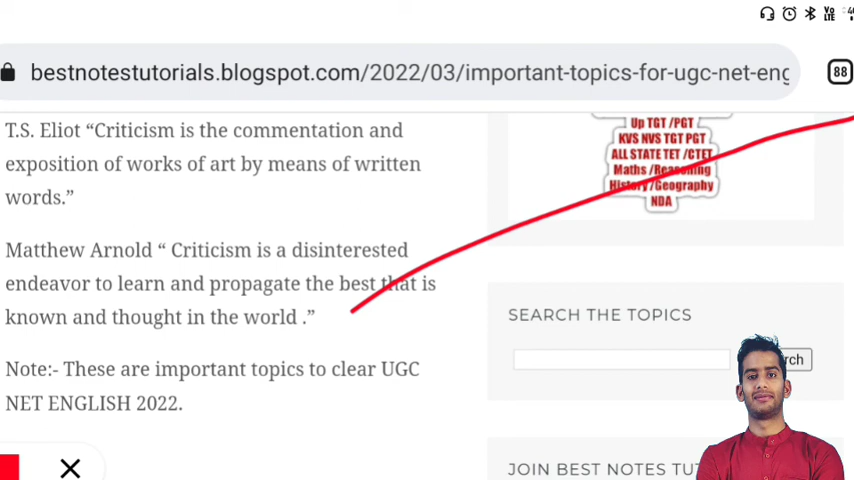 Vo
LTE
bestnotestutorials.blogspot.com/2022/03/important-topics-for-ugc-net-eng
88
T.S. Eliot “Criticism is the commentation and
exposition of works of art by means of written
words.”
Matthew Arnold “ Criticism is a disinterested
endeavor to learn and propagate the best that is
known and thought in the world .”
Note:- These are important topics to clear UGC
NET ENGLISH 2022.
Up TGT /PGT
KVS NVS TGT PGT
ALL STATE TET /CTET
Maths /Reasoning
History /Geography
NDA
SEARCH THE TOPICS
rch
JOIN BEST NOTES TUT